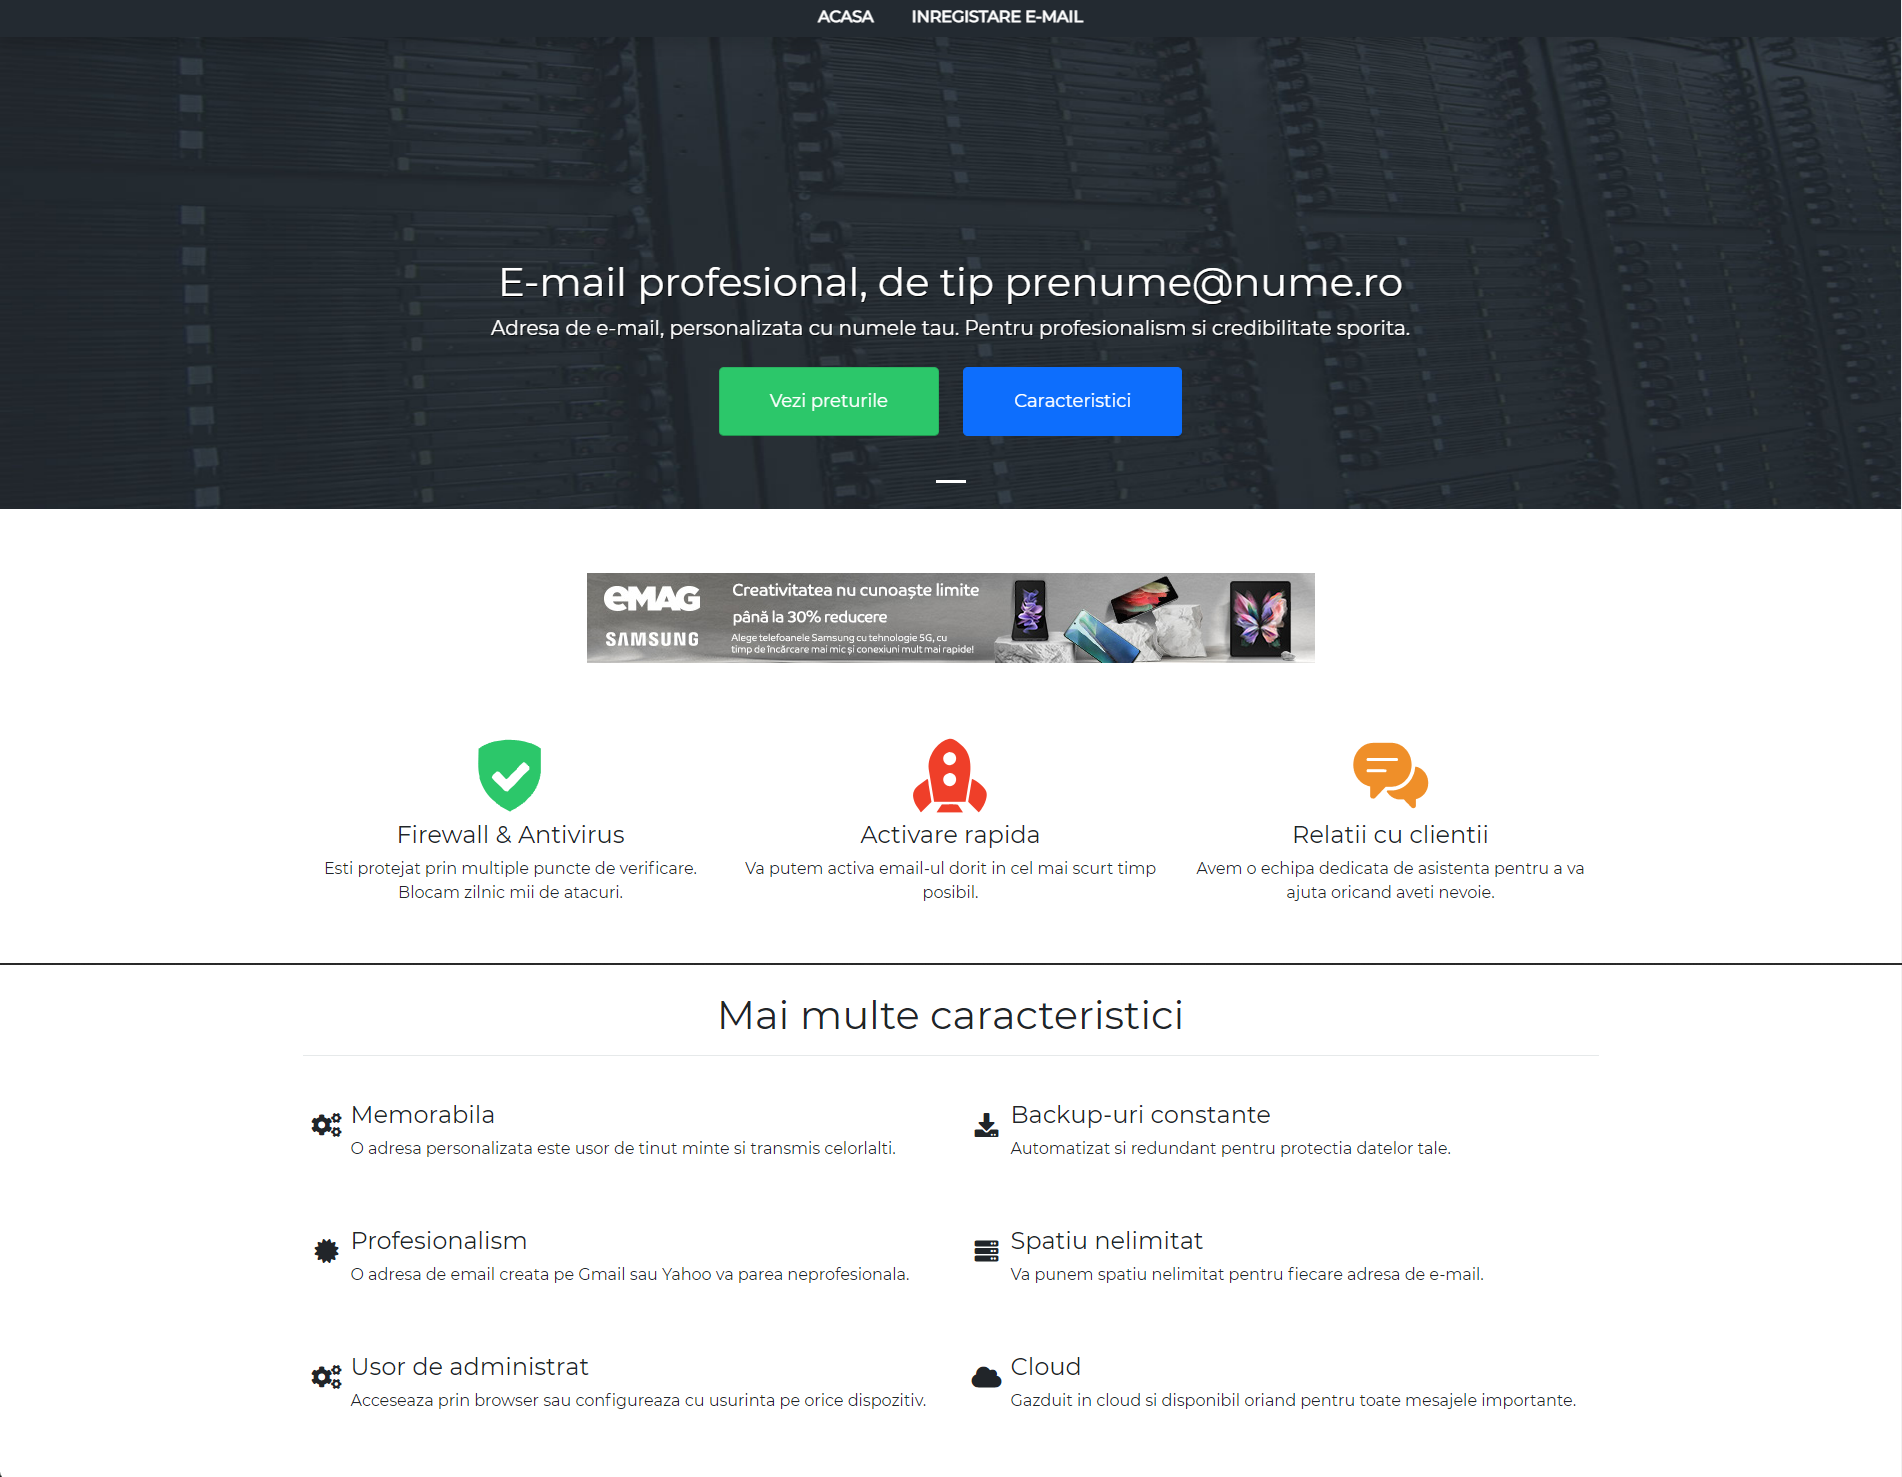 ACASA INREGISTARE E-MAIL
E-mail profesional, de tip prenume@nume.ro
Adresa de e-mail, personalizata cu numele tau. Pentru profesionalism si credibilitate sporita.
Vezi preturile Caracteristici
eMAG
SAMSUNG
Creativitatea nu cunoaște limite
până la 30% reducere
Alege telefoanele Samsung cu tehnologie 5G, cu
timp de încărcare mai mic și conexiuni mult mai rapide!
Firewall & Antivirus
Esti protejat prin multiple puncte de verificare.
Blocam zilnic mii de atacuri.
Activare rapida
Va putem activa email-ul dorit in cel mai scurt timp
posibil.
Relatii cu clientii
Avem o echipa dedicata de asistenta pentru a va
ajuta oricand aveti nevoie.
Mai multe caracteristici
Memorabila
O adresa personalizata este usor de tinut minte si transmis celorlalti.
Backup-uri constante
Automatizat si redundant pentru protectia datelor tale.
Profesionalism
O adresa de email creata pe Gmail sau Yahoo va parea neprofesionala.
Spatiu nelimitat
Va punem spatiu nelimitat pentru fiecare adresa de e-mail.
Usor de administrat
Acceseaza prin browser sau configureaza cu usurinta pe orice dispozitiv.
Cloud
Gazduit in cloud si disponibil oriand pentru toate mesajele importante.